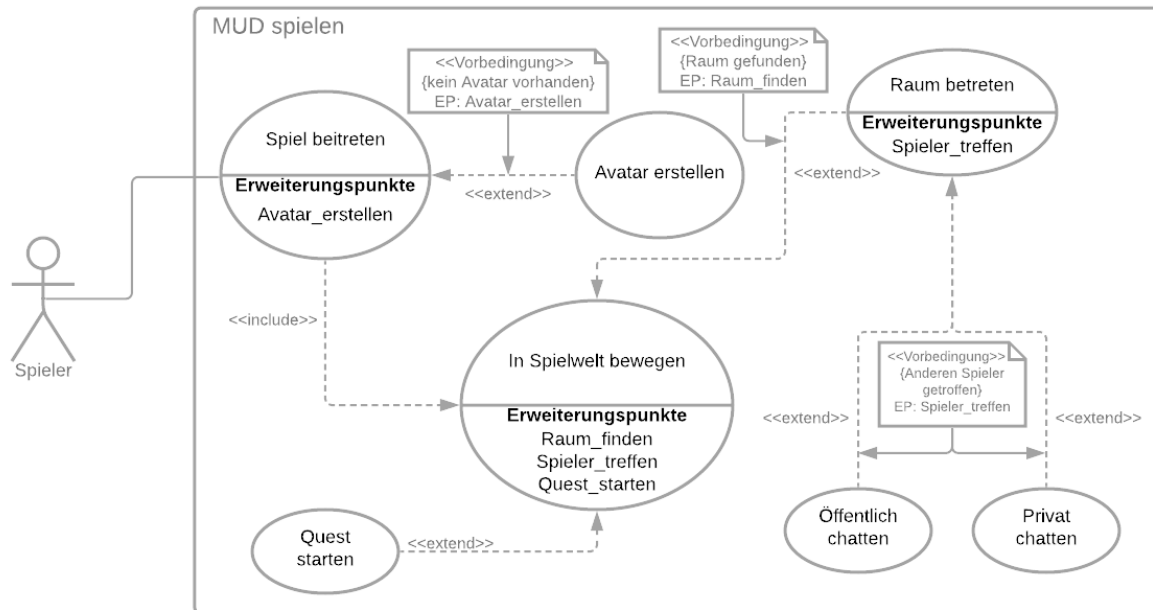 MUD spielen
<<Vorbedingung>>
{kein Avatar vorhanden}
EP: Avatar_erstellen
<<Vorbedingung>>
{Raum gefunden}
EP: Raum_finden
Raum betreten
Erweiterungspunkte
Spieler_treffen
Spiel beitreten
Erweiterungspunkte
Avatar_erstellen
<<extend>>
Avatar erstellen
<<extend>>
Spieler
<<include>>
In Spielwelt bewegen
Erweiterungspunkte
Raum_finden
Spieler_treffen
Quest_starten
<<Vorbedingung>>
{Anderen Spieler
getroffen}
EP: Spieler_treffen
<<extend>>
<<extend>>
Quest
starten
<<extend>>
Öffentlich
chatten
Privat
chatten